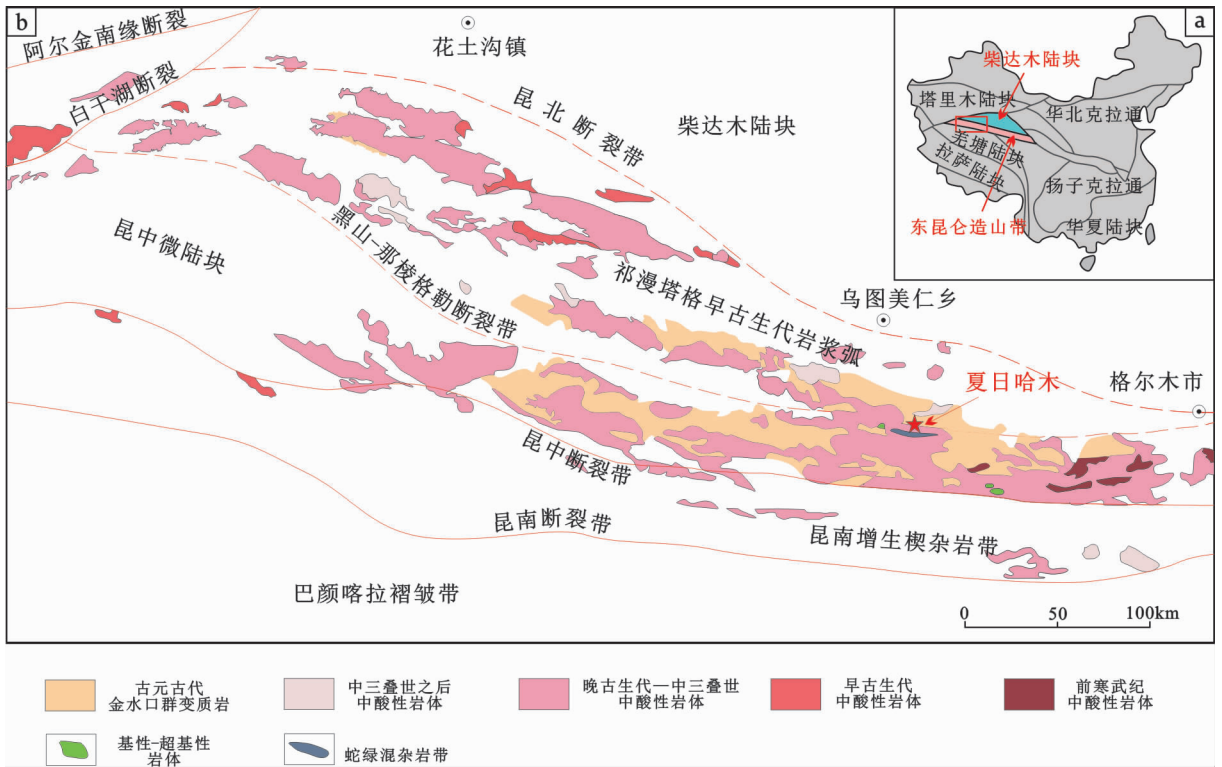 b
阿尔金南缘断裂
白干湖断裂
花土沟镇
昆北断裂带
柴达木陆块
a
柴达木陆块
塔里木陆块
华北克拉通
羌塘陆块
拉萨陆块
扬子克拉通
东昆仑造山带
华夏陆块
昆中微陆块
黑山-那棱格勒断裂带
祁漫塔格早古生代岩浆弧
乌图美仁乡
夏日哈木
格尔木市
昆中断裂带
昆南断裂带
昆南增生楔杂岩带
巴颜喀拉褶皱带
0 50 100km
古元古代
金水口群变质岩
中三叠世之后
中酸性岩体
晚古生代—中三叠世
中酸性岩体
早古生代
中酸性岩体
前寒武纪
中酸性岩体
基性-超基性
岩体
蛇绿混杂岩带